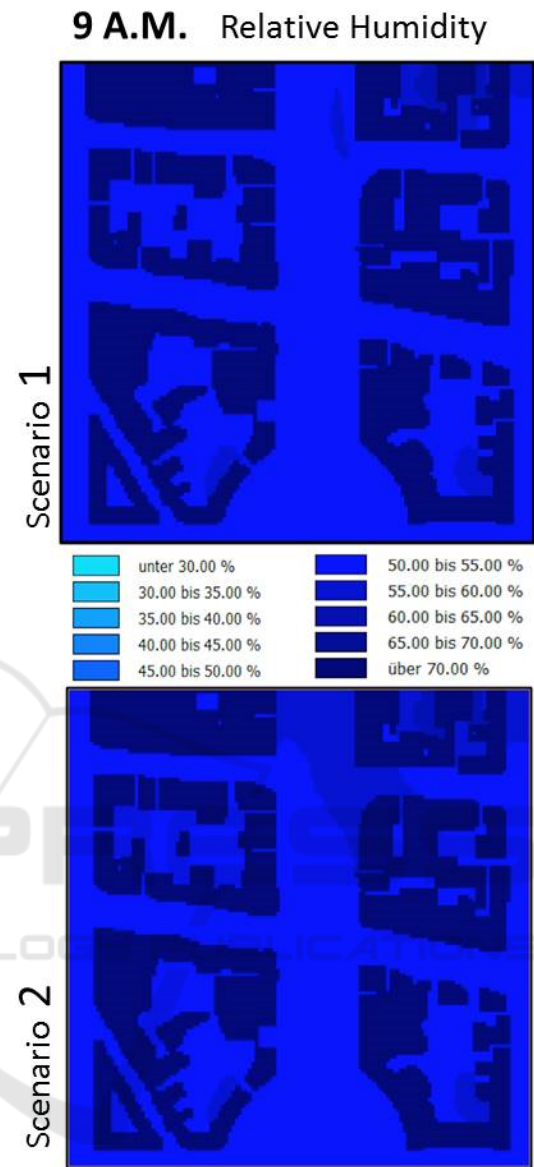 9 A.M. Relative Humidity
Scenario 1
unter 30.00 %
30.00 bis 35.00 %
35.00 bis 40.00 %
40.00 bis 45.00 %
45.00 bis 50.00 %
50.00 bis 55.00 %
55.00 bis 60.00 %
60.00 bis 65.00 %
65.00 bis 70.00 %
über 70.00 %
Scenario 2